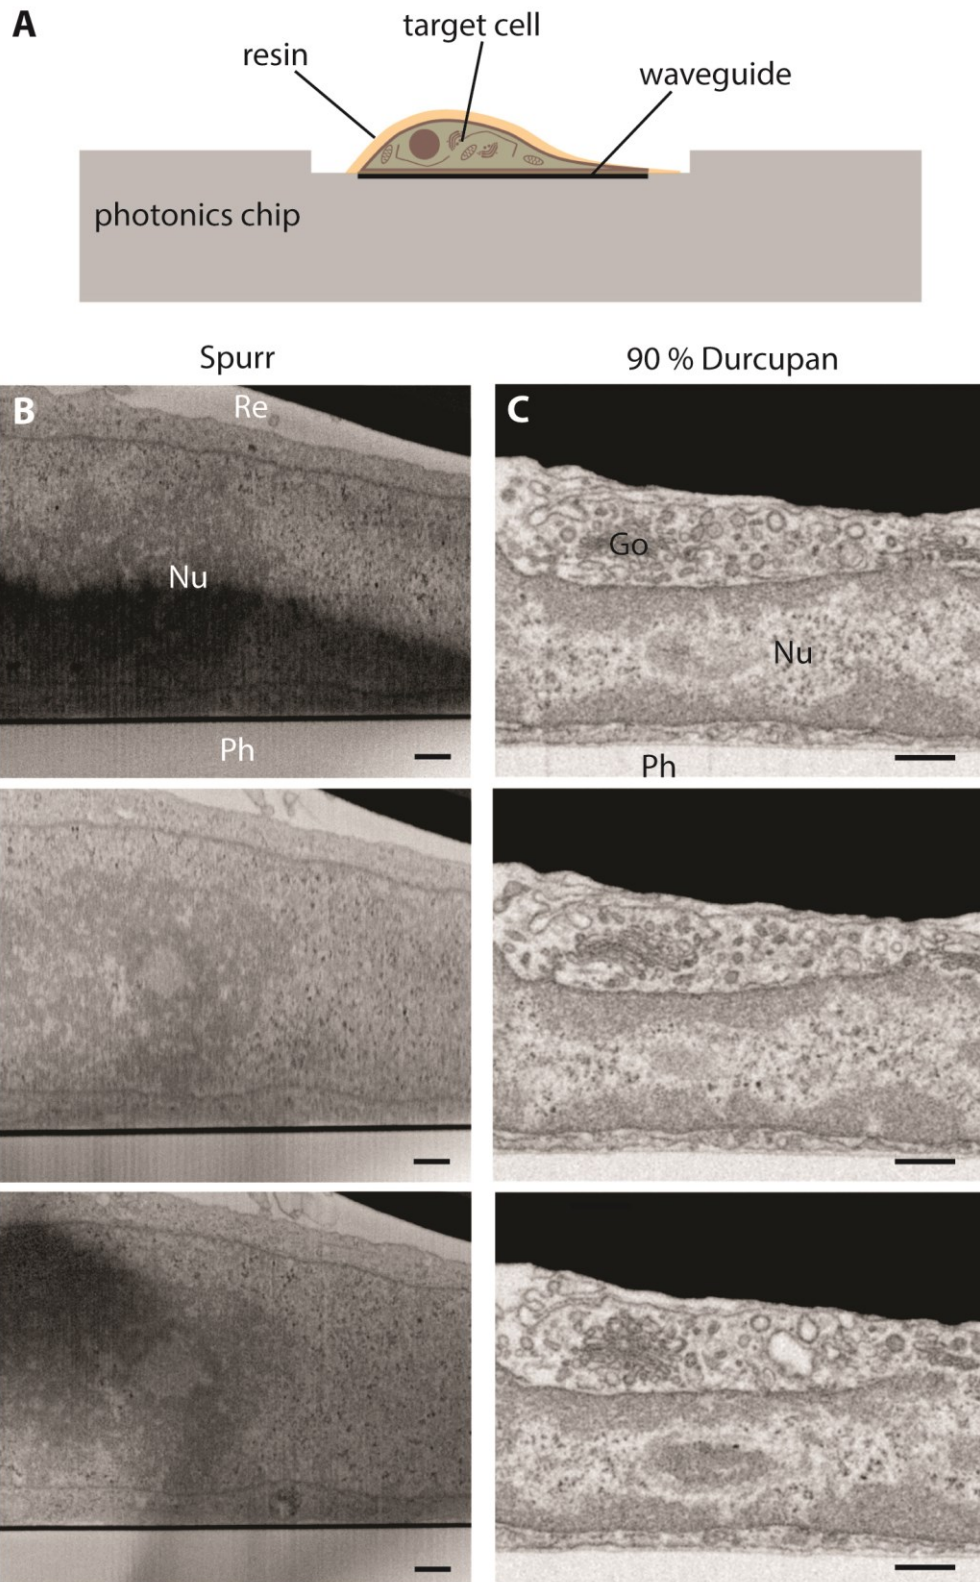 A
target cell
resin
waveguide
photonics chip
Spurr
90 % Durcupan
B
Re
Nu
Ph
C
Go
Nu
Ph